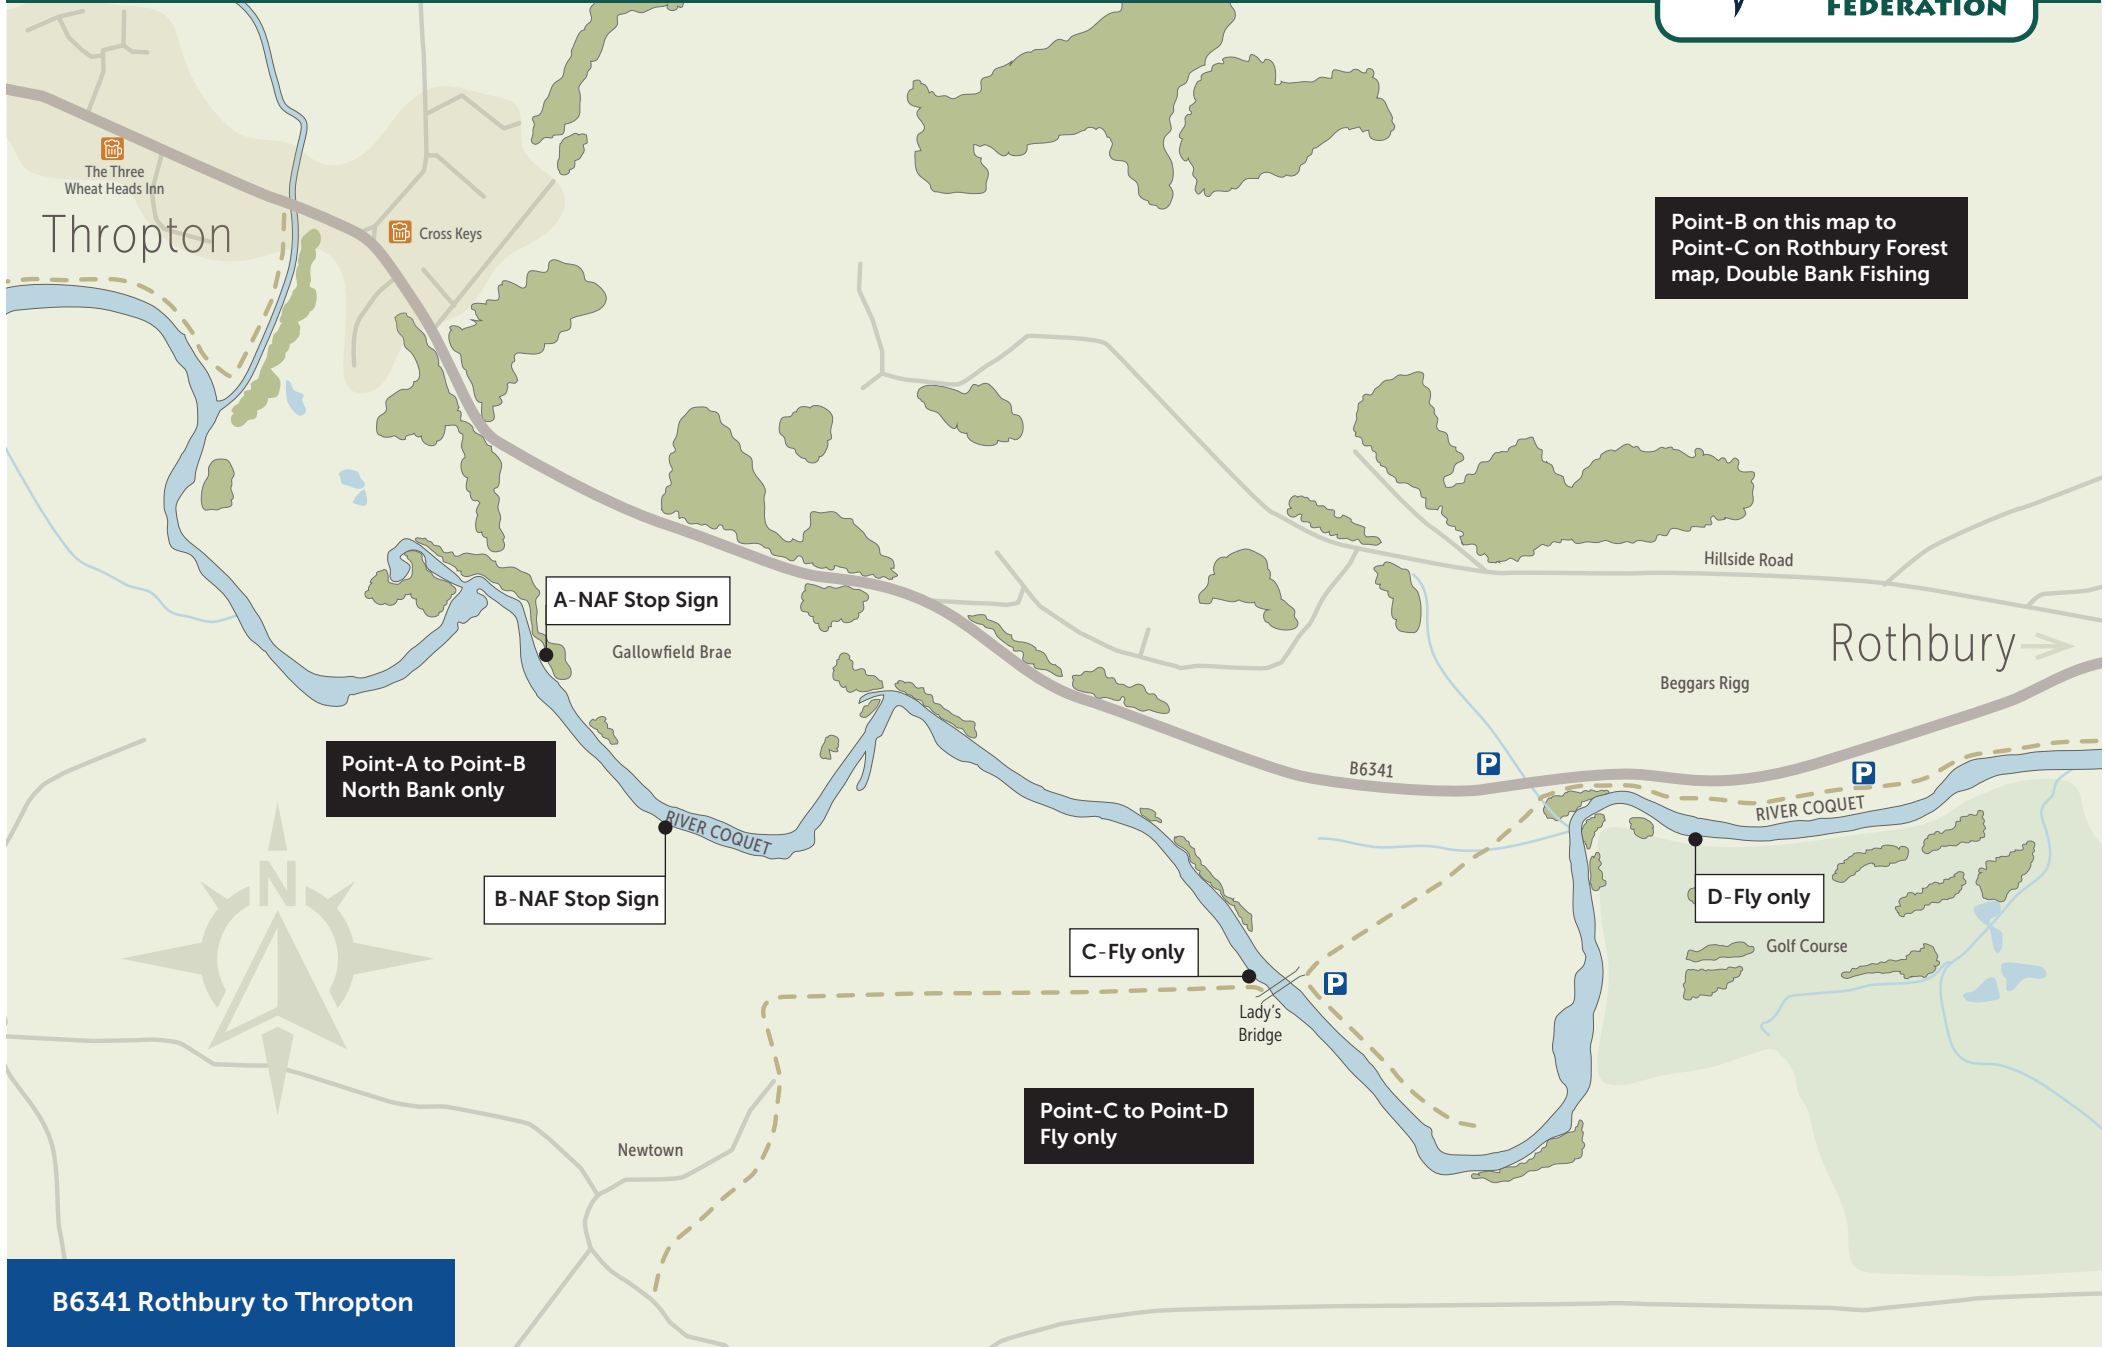 FEDERATION
The Three
Wheat Heads Inn
Thropton
Cross Keys
Point-B on this map to
Point-C on Rothbury Forest
map, Double Bank Fishing
Hillside Road
A-NAF Stop Sign
Gallowfield Brae
Rothbury
Beggars Rigg
Point-A to Point-B
North Bank only
B6341
P
P
RIVER COQUET
RIVER COQUET
N
B-NAF Stop Sign
D-Fly only
C-Fly only
Golf Course
P
Lady's
Bridge
Point-C to Point-D
Fly only
Newtown
B6341 Rothbury to Thropton